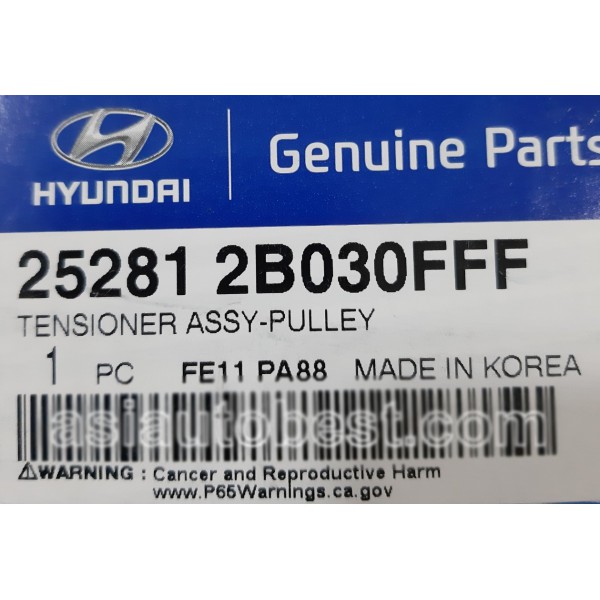 HYUNDAI
Genuine Parts
25281 2B030FFF
TENSIONER ASSY-PULLEY
1 PC FE11 PA88 MADE IN KOREA
asiautobest.com
⚠WARNING : Cancer and Reproductive Harm
www.P65Warnings.ca.gov